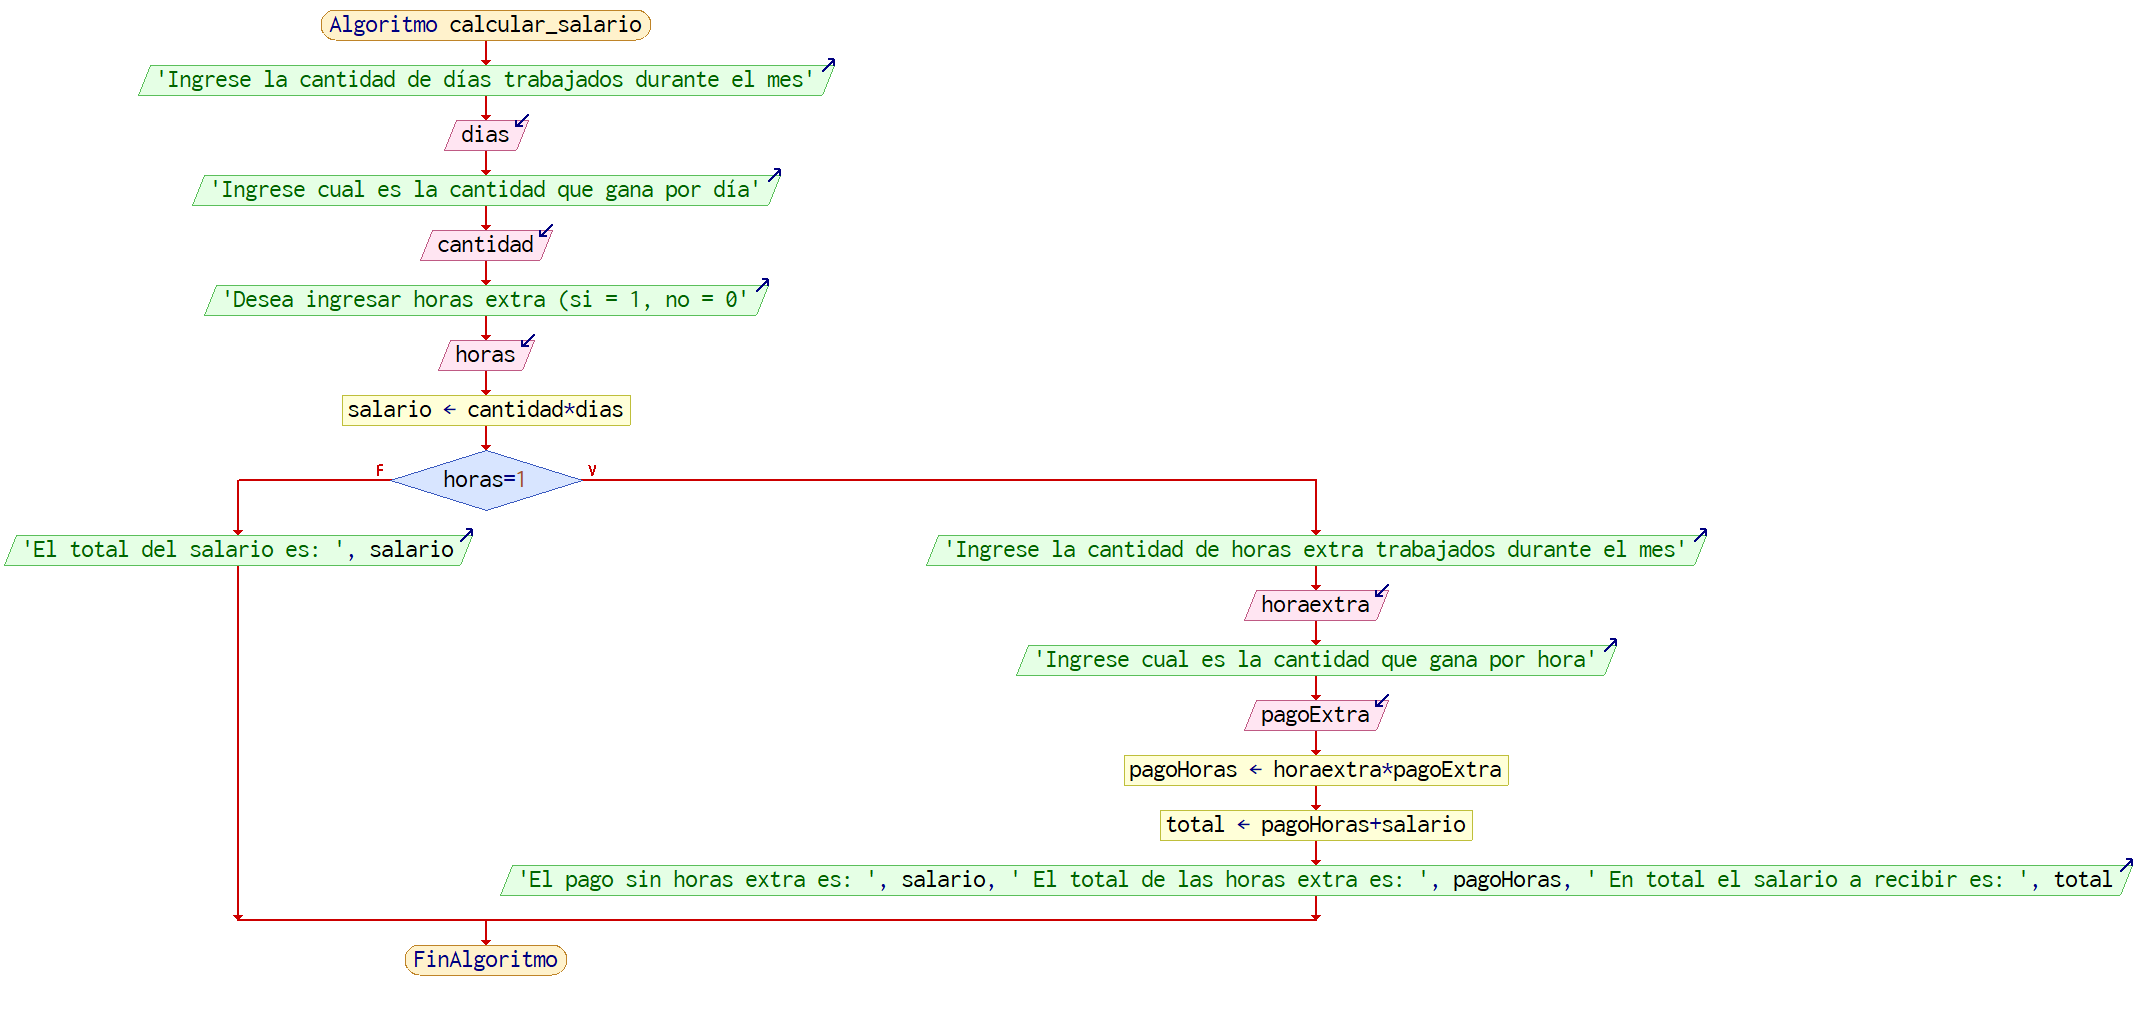 Algoritmo calcular_salario
'Ingrese la cantidad de días trabajados durante el mes'
dias
'Ingrese cual es la cantidad que gana por día'
cantidad
'Desea ingresar horas extra (si = 1, no = 0'
horas
salario ← cantidad*dias
F
horas=1
V
'El total del salario es: ', salario
'Ingrese la cantidad de horas extra trabajados durante el mes'
horaextra
'Ingrese cual es la cantidad que gana por hora'
pagoExtra
pagoHoras ← horaextra*pagoExtra
total ← pagoHoras+salario
'El pago sin horas extra es: ', salario, ' El total de las horas extra es: ', pagoHoras, ' En total el salario a recibir es: ', total
FinAlgoritmo